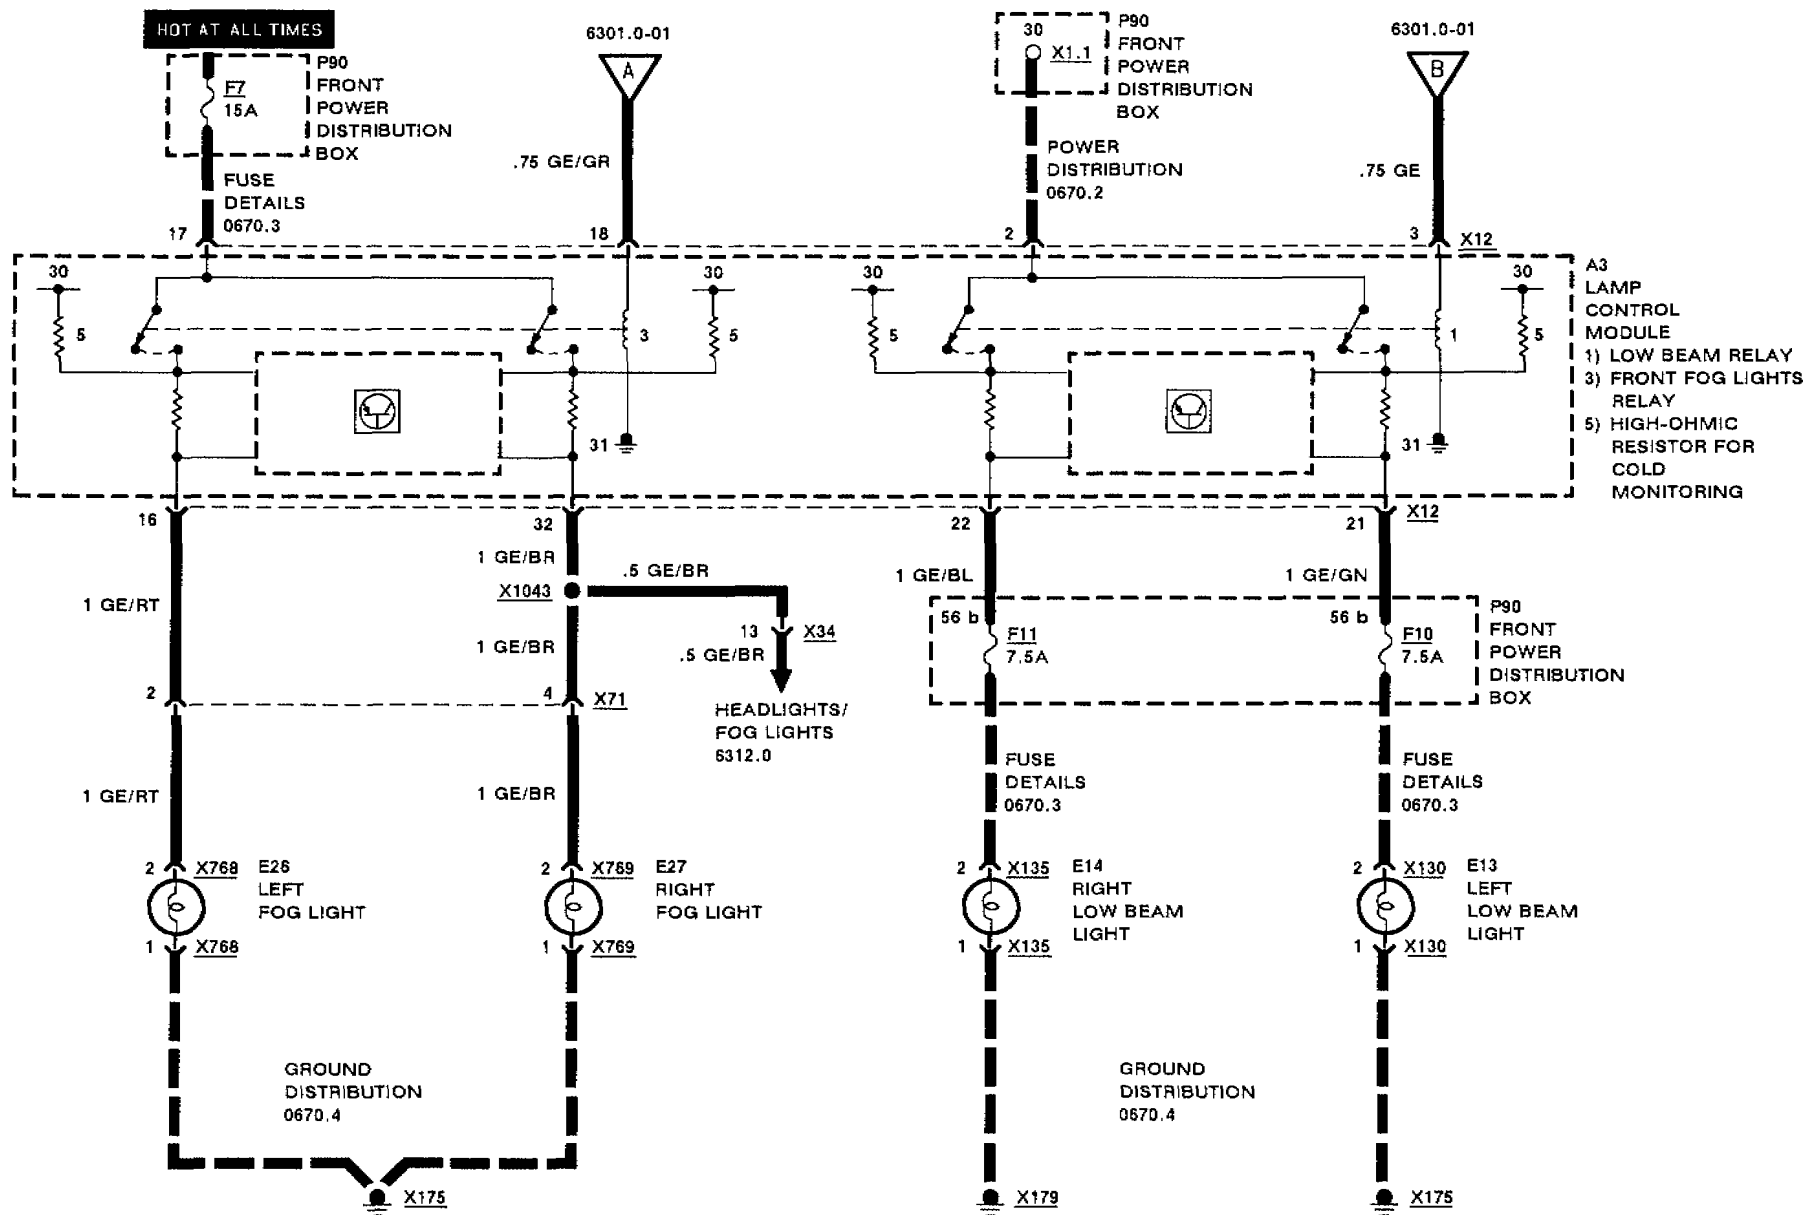 HOT AT ALL TIMES
F7
15A
P90
FRONT
POWER
DISTRIBUTION
BOX
FUSE
DETAILS
0670.3
6301.0-01
A
.75 GE/GR
30
X1.1
P90
FRONT
POWER
DISTRIBUTION
BOX
POWER
DISTRIBUTION
0670.2
6301.0-01
B
.75 GE
17
18
2
3
X12
30
5
3
30
5
31
30
5
1
30
5
31
A3
LAMP
CONTROL
MODULE
1) LOW BEAM RELAY
3) FRONT FOG LIGHTS
RELAY
5) HIGH-OHMIC
RESISTOR FOR
COLD
MONITORING
16
32
22
21
X12
1 GE/RT
1 GE/BR
X1043
.5 GE/BR
13
X34
.5 GE/BR
HEADLIGHTS/
FOG LIGHTS
6312.0
1 GE/BR
2
4
X71
1 GE/RT
1 GE/BR
1 GE/BL
1 GE/GN
56 b
F11
7.5A
56 b
F10
7.5A
P90
FRONT
POWER
DISTRIBUTION
BOX
FUSE
DETAILS
0670.3
FUSE
DETAILS
0670.3
2
X768
E26
LEFT
FOG LIGHT
1
X768
2
X769
E27
RIGHT
FOG LIGHT
1
X769
2
X135
E14
RIGHT
LOW BEAM
LIGHT
1
X135
2
X130
E13
LEFT
LOW BEAM
LIGHT
1
X130
GROUND
DISTRIBUTION
0670.4
GROUND
DISTRIBUTION
0670.4
X175
X179
X175